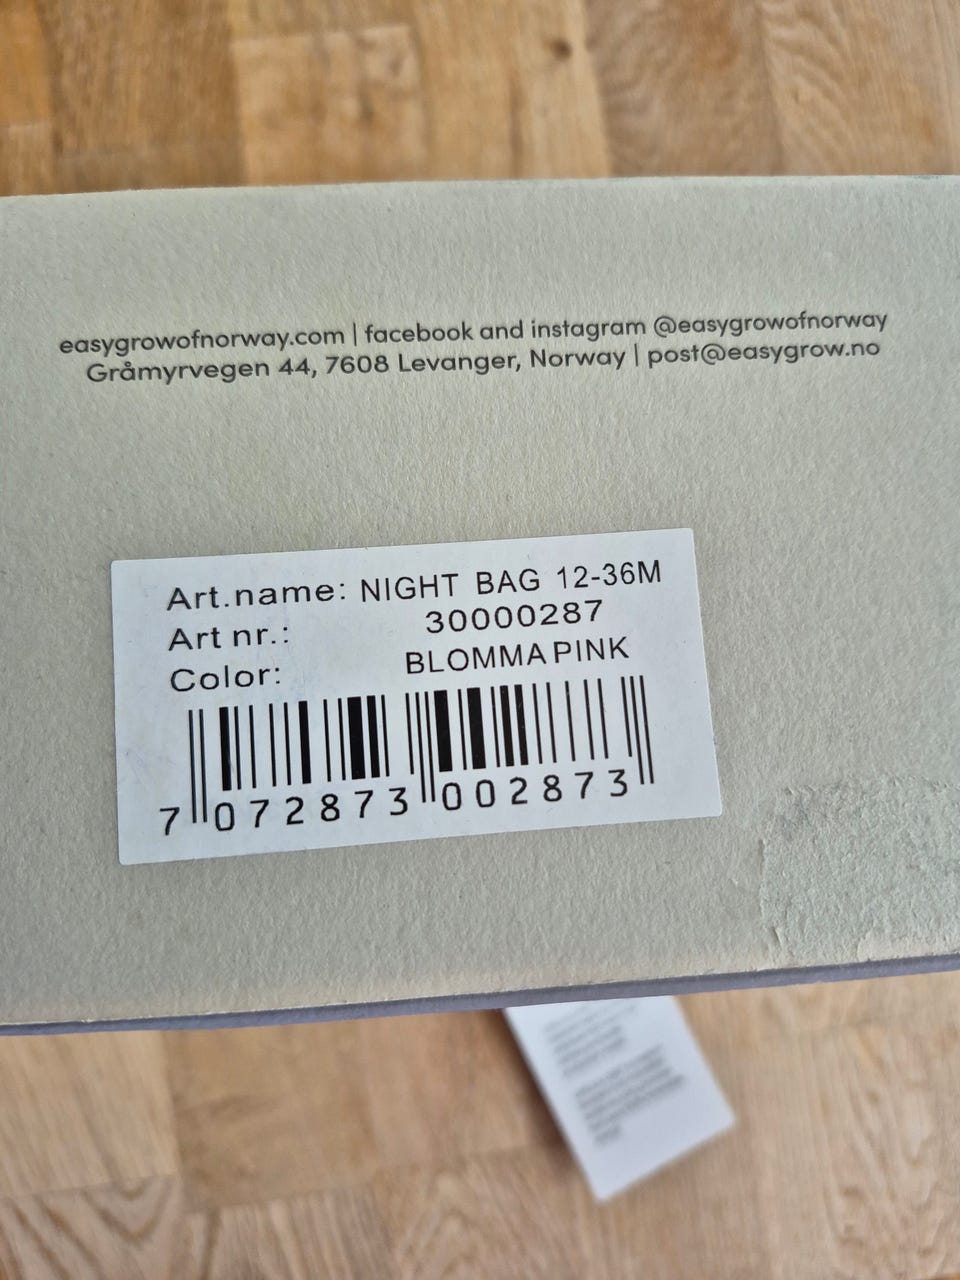 easygrowofnorway.com | facebook and instagram @easygrowofnorway
Gråmyrvegen 44, 7608 Levanger, Norway | post@easygrow.no
Art.name: NIGHT BAG 12-36M
Art nr.: 30000287
Color: BLOMMA PINK
7 072873 002873